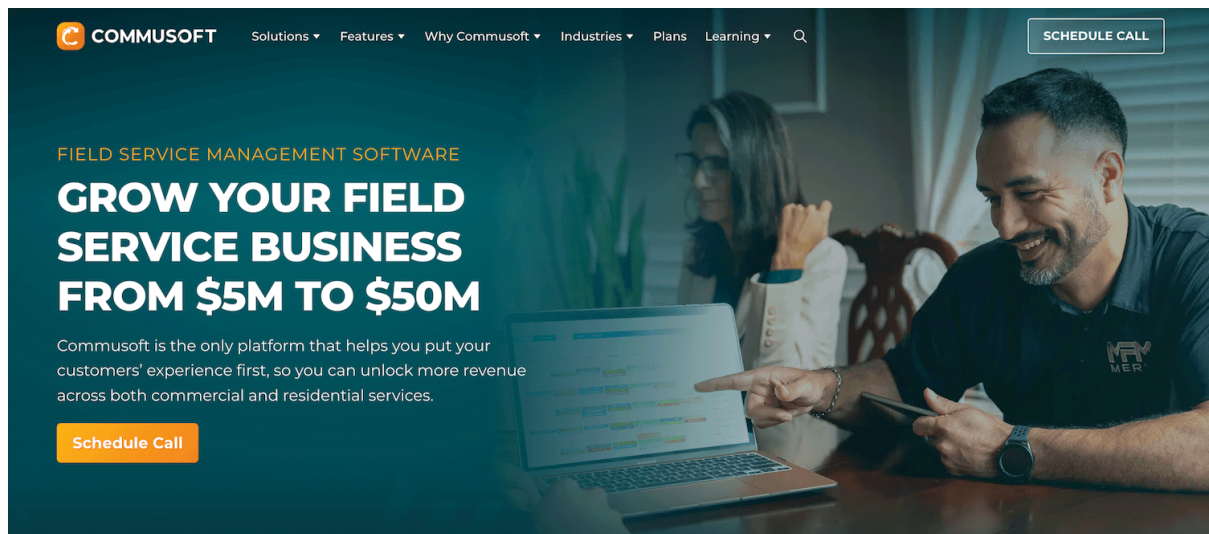 COMMUSOFT
Solutions
Features
Why Commusoft
Industries
Plans
Learning
SCHEDULE CALL
FIELD SERVICE MANAGEMENT SOFTWARE
GROW YOUR FIELD
SERVICE BUSINESS
FROM $5M TO $50M
Commusoft is the only platform that helps you put your
customers’ experience first, so you can unlock more revenue
across both commercial and residential services.
Schedule Call